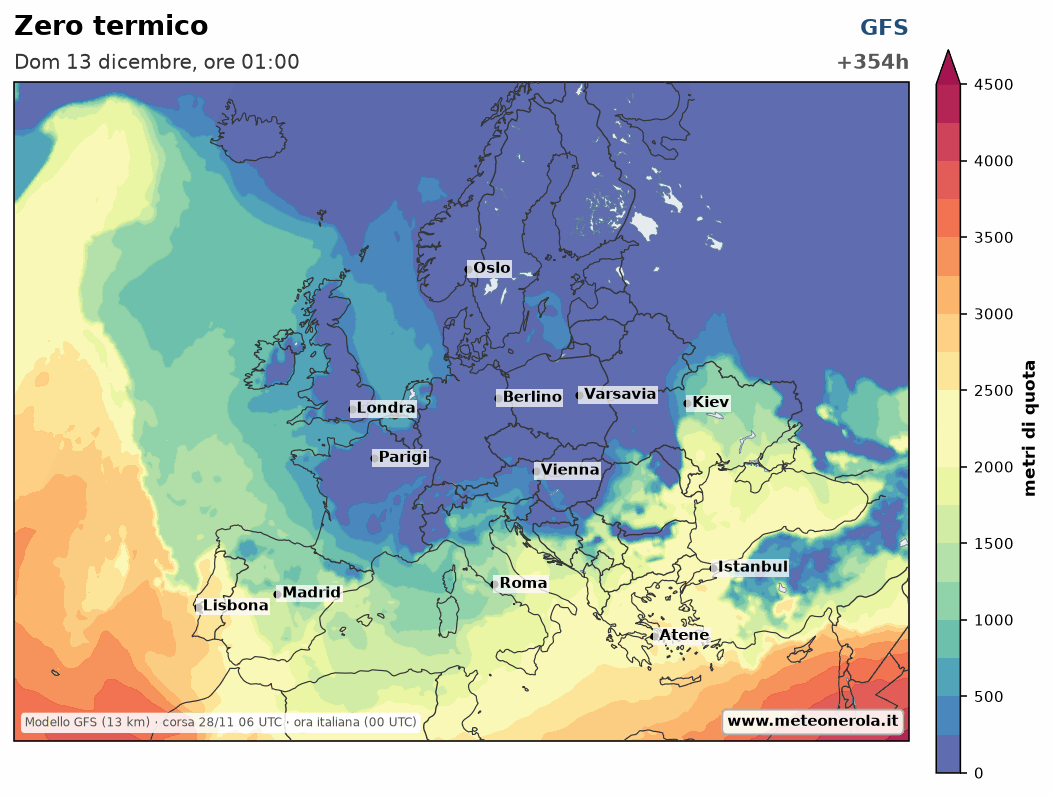 Zero termico
GFS
Dom 13 dicembre, ore 01:00
+354h
Oslo
Londra
Berlino
Varsavia
Kiev
Parigi
Vienna
Istanbul
Roma
Madrid
Lisbona
Atene
Modello GFS (13 km) · corsa 28/11 06 UTC · ora italiana (00 UTC)
www.meteonerola.it
4500
4000
3500
3000
2500
2000
1500
1000
500
0
metri di quota